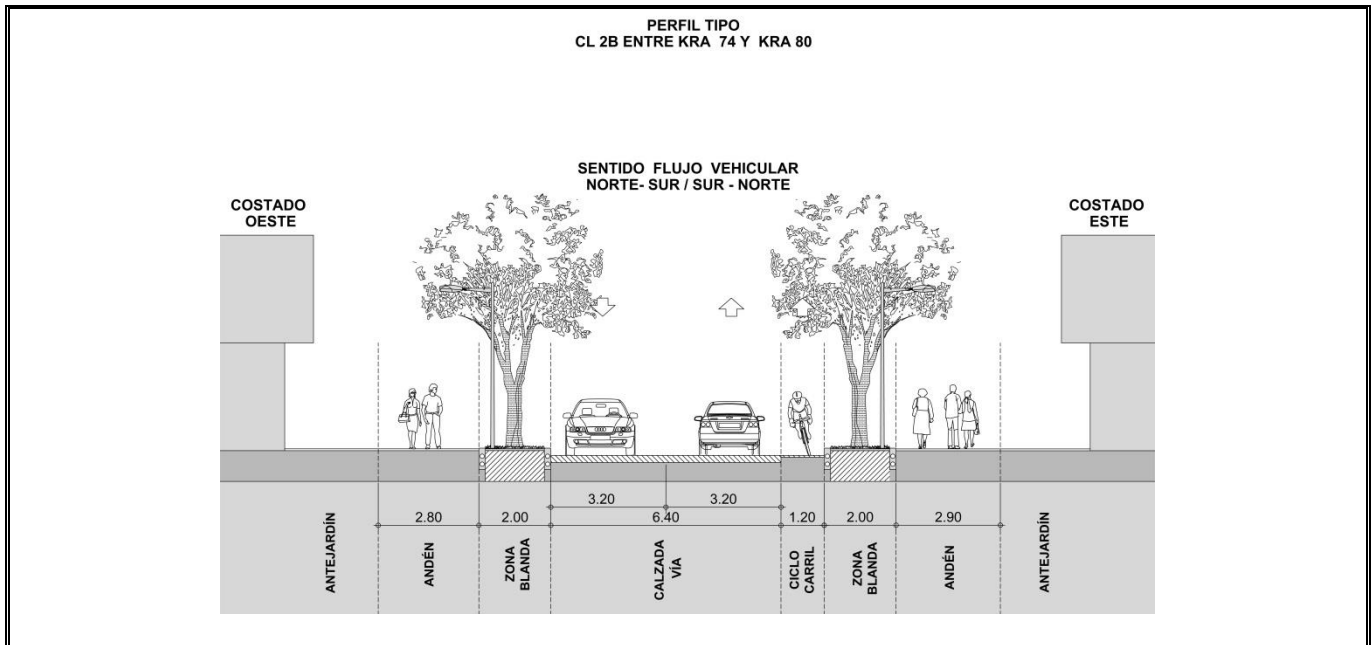 PERFIL TIPO
CL 2B ENTRE KRA 74 Y KRA 80
SENTIDO FLUJO VEHICULAR
NORTE- SUR / SUR - NORTE
COSTADO
OESTE
COSTADO
ESTE
3.20
3.20
2.80
2.00
6.40
1.20
2.00
2.90
ANTEJARDÍN
ANDÉN
ZONA
BLANDA
CALZADA
VÍA
CICLO
CARRIL
ZONA
BLANDA
ANDÉN
ANTEJARDÍN